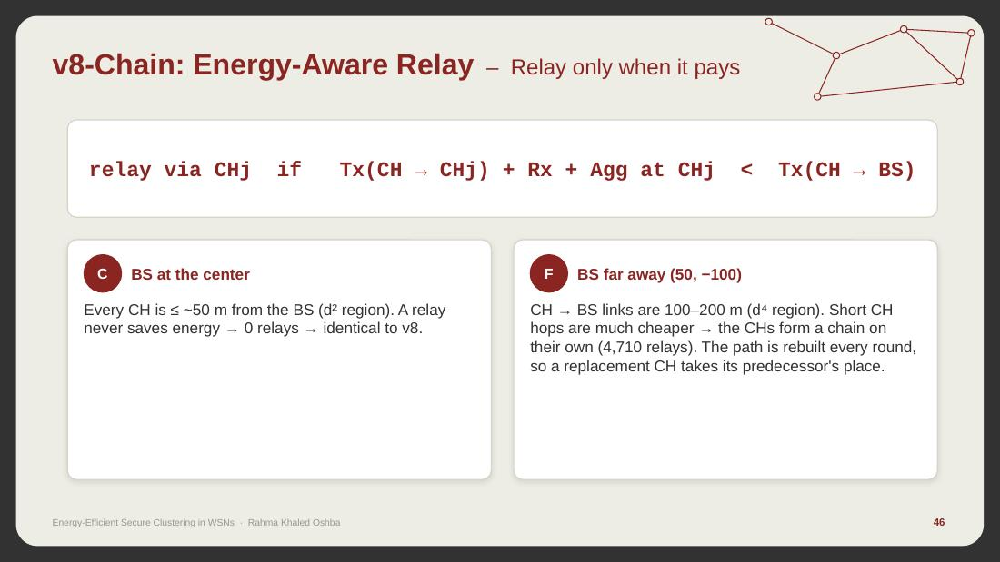 v8-Chain: Energy-Aware Relay – Relay only when it pays
relay via CHj if Tx(CH → CHj) + Rx + Agg at CHj < Tx(CH → BS)
C
BS at the center
Every CH is ≤ ~50 m from the BS (d² region). A relay
never saves energy → 0 relays → identical to v8.
F
BS far away (50, −100)
CH → BS links are 100–200 m (d⁴ region). Short CH
hops are much cheaper → the CHs form a chain on
their own (4,710 relays). The path is rebuilt every round,
so a replacement CH takes its predecessor's place.
Energy-Efficient Secure Clustering in WSNs · Rahma Khaled Oshba
46